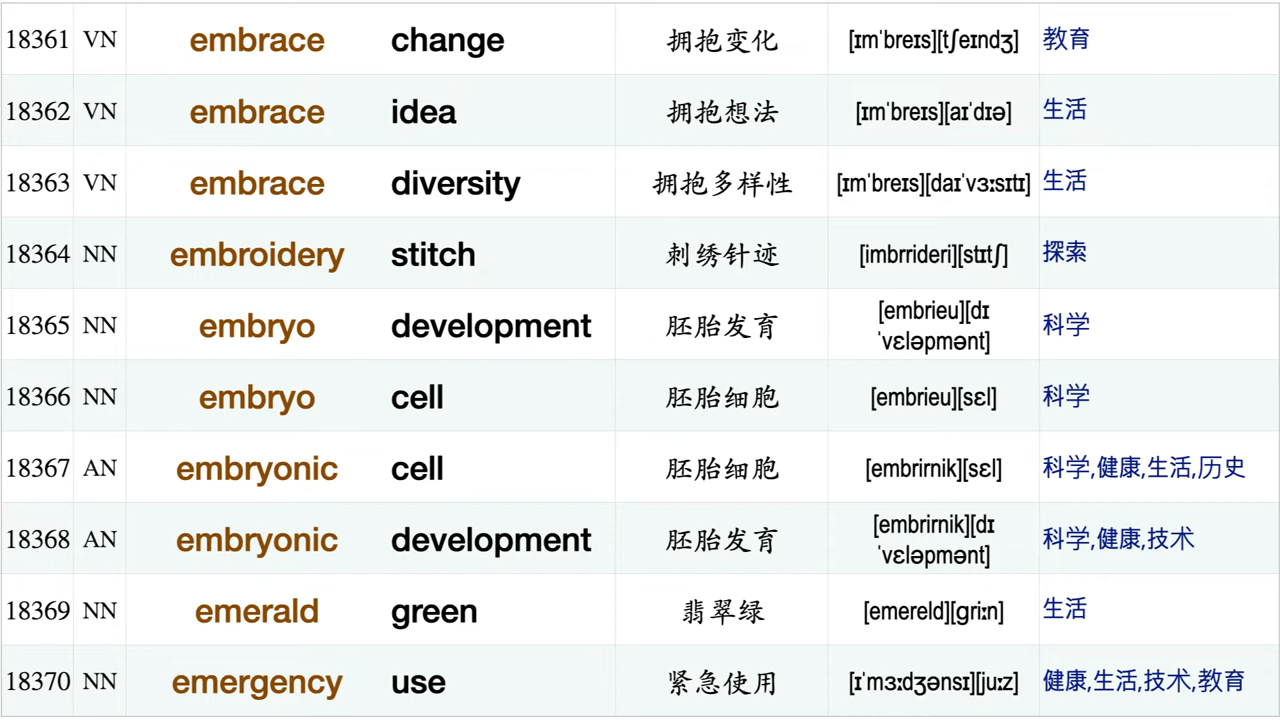 18361 VN embrace change 拥抱变化 [ɪmˈbreɪs][tʃeɪndʒ] 教育
18362 VN embrace idea 拥抱想法 [ɪmˈbreɪs][aɪˈdɪə] 生活
18363 VN embrace diversity 拥抱多样性 [ɪmˈbreɪs][daɪˈvɜːsɪtɪ] 生活
18364 NN embroidery stitch 刺绣针迹 [imbrrideri][stɪtʃ] 探索
18365 NN embryo development 胚胎发育 [embrieu][dɪ
ˈvɛləpmənt] 科学
18366 NN embryo cell 胚胎细胞 [embrieu][sɛl] 科学
18367 AN embryonic cell 胚胎细胞 [embrirnik][sɛl] 科学,健康,生活,历史
18368 AN embryonic development 胚胎发育 [embrirnik][dɪ
ˈvɛləpmənt] 科学,健康,技术
18369 NN emerald green 翡翠绿 [emereld][griːn] 生活
18370 NN emergency use 紧急使用 [ɪˈmɜːdʒənsɪ][juːz] 健康,生活,技术,教育